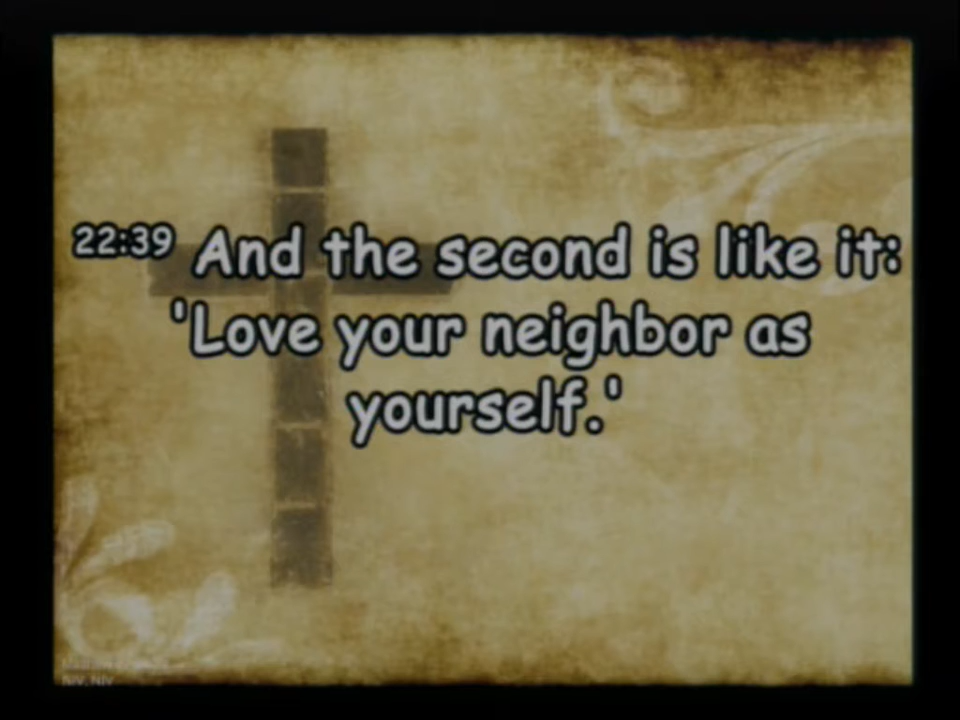 22:39 And the second is like it:
'Love your neighbor as
yourself.'
NIV, NIV